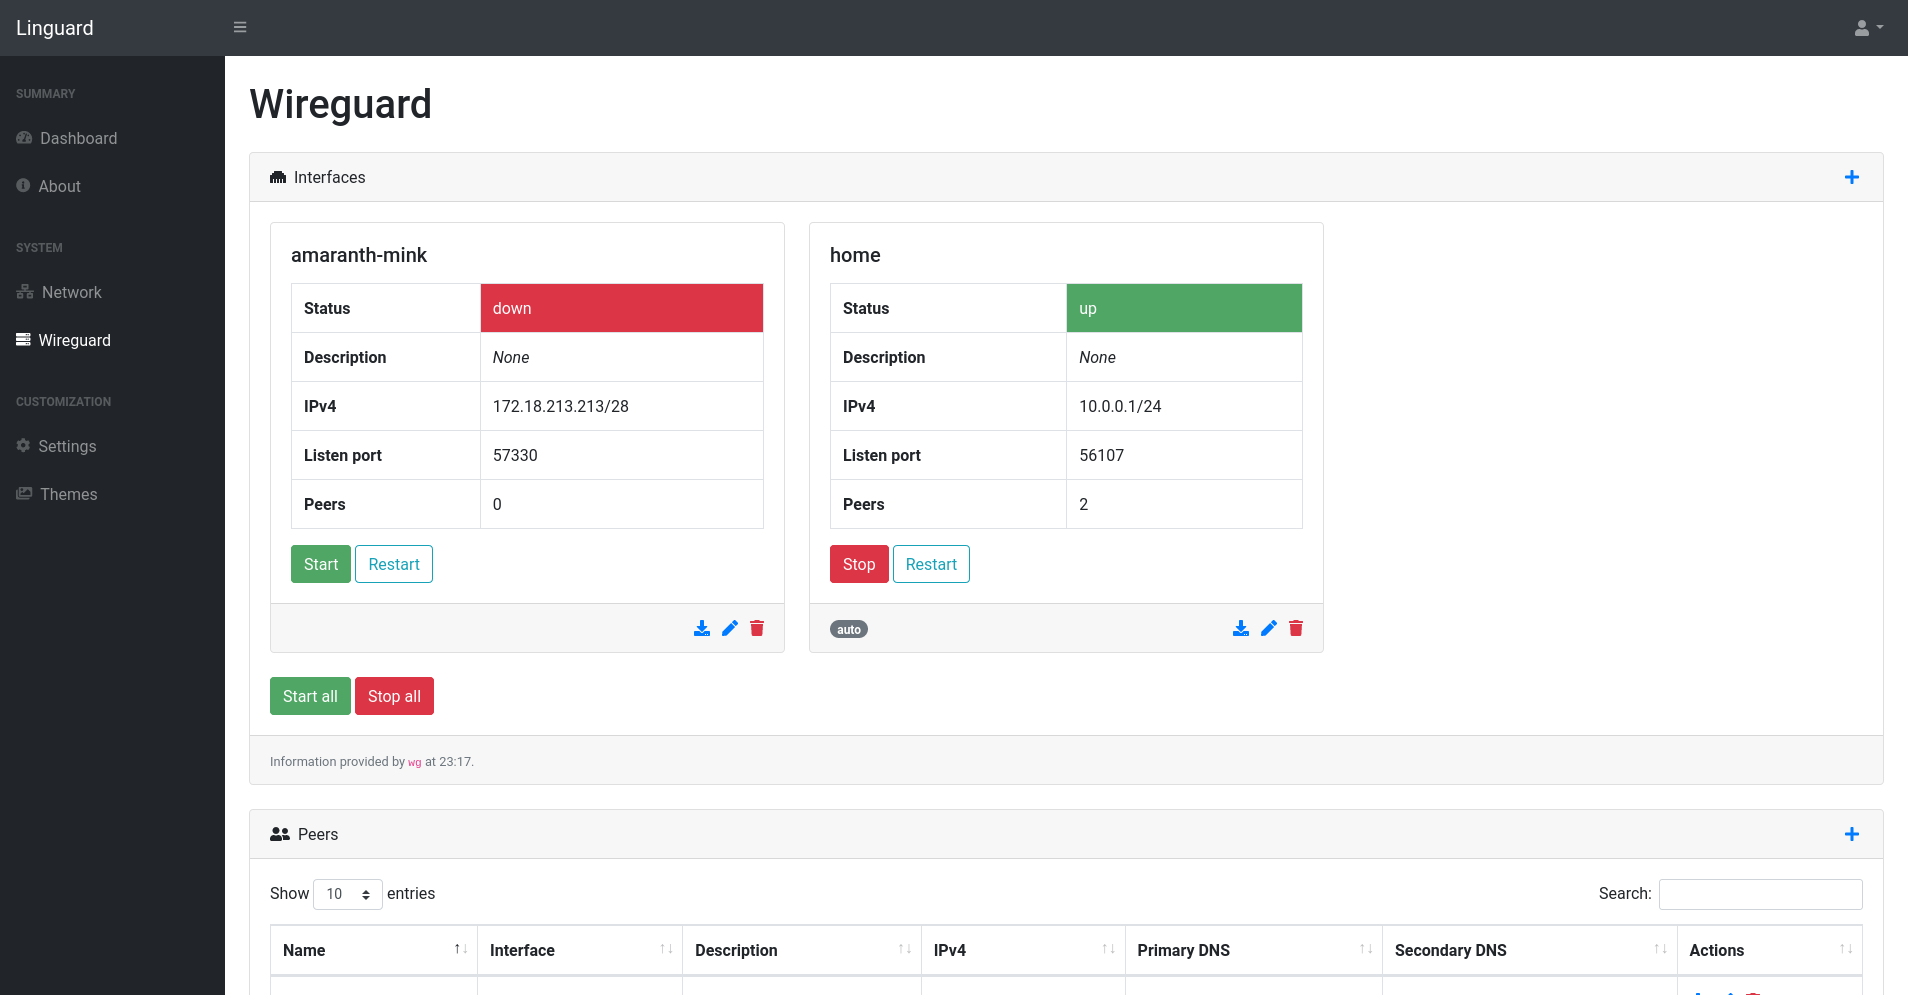 Linguard
SUMMARY
Dashboard
About
SYSTEM
Network
Wireguard
CUSTOMIZATION
Settings
Themes
Wireguard
Interfaces
amaranth-mink
Status down
Description None
IPv4 172.18.213.213/28
Listen port 57330
Peers 0
Start Restart
home
Status up
Description None
IPv4 10.0.0.1/24
Listen port 56107
Peers 2
Stop Restart
auto
Start all Stop all
Information provided by wg at 23:17.
Peers
Show 10 entries Search:
Name Interface Description IPv4 Primary DNS Secondary DNS Actions